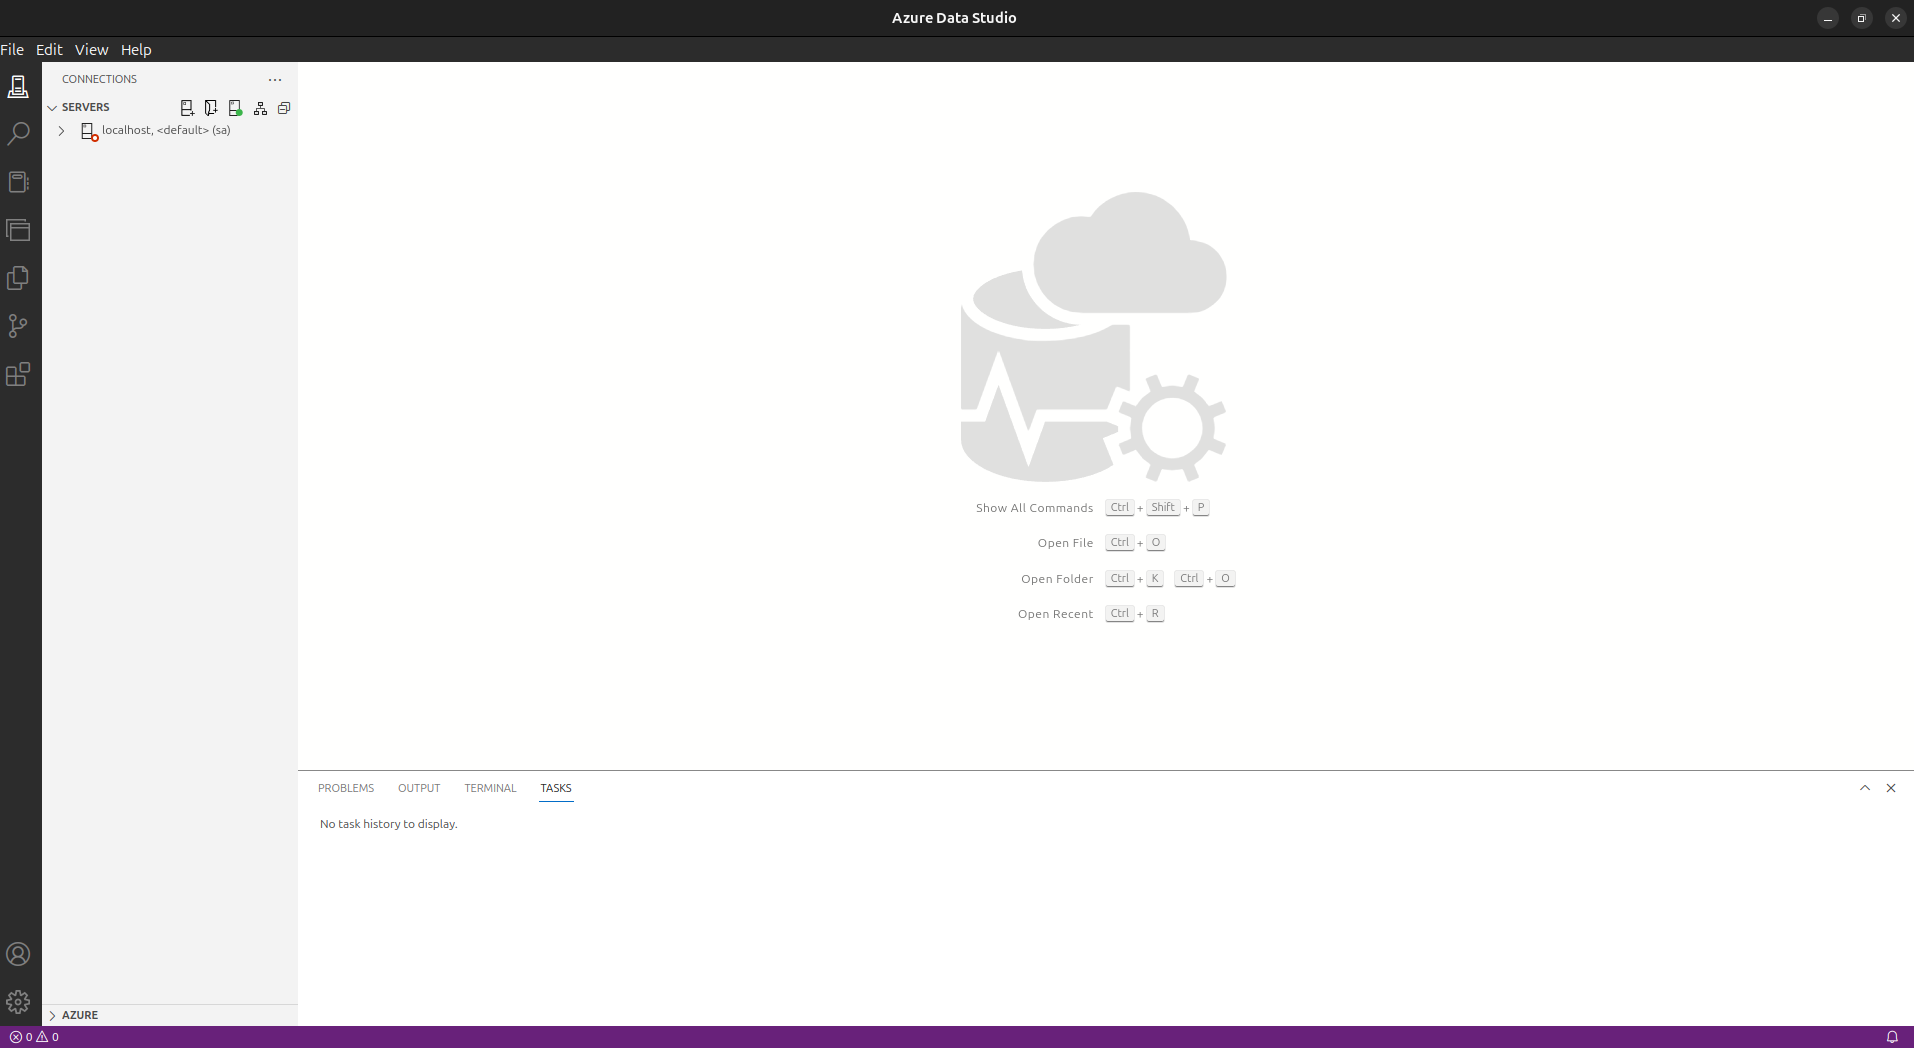 Azure Data Studio
File Edit View Help
CONNECTIONS
SERVERS
localhost, <default> (sa)
Show All Commands Ctrl + Shift + P
Open File Ctrl + O
Open Folder Ctrl + K Ctrl + O
Open Recent Ctrl + R
PROBLEMS OUTPUT TERMINAL TASKS
No task history to display.
AZURE
0 0